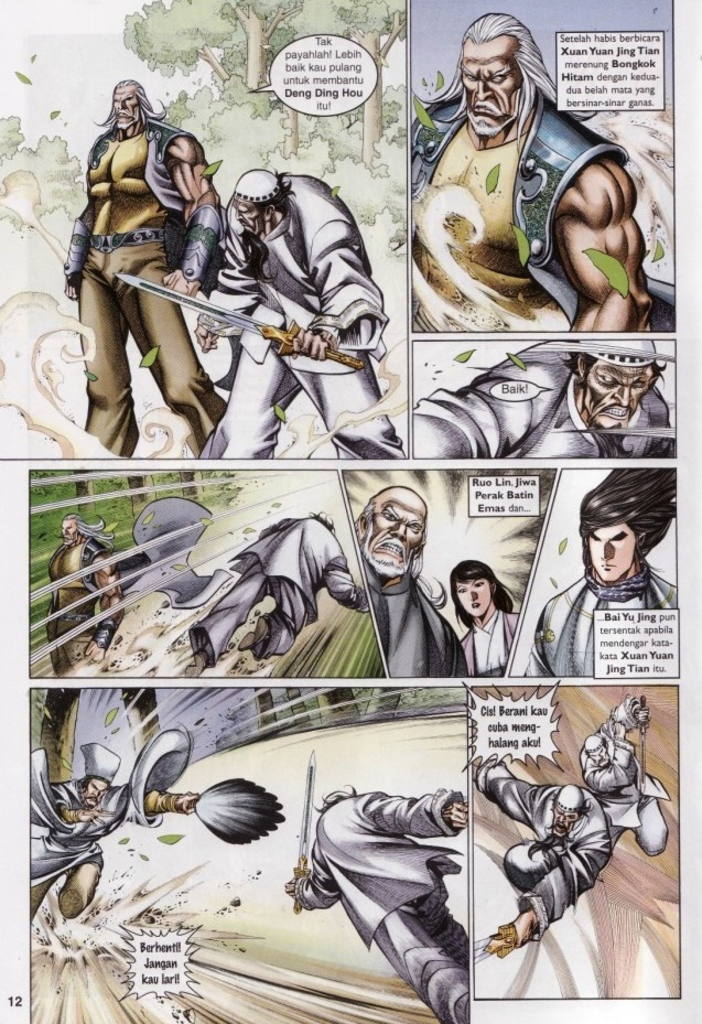 Tak
payahlah! Lebih
baik kau pulang
untuk membantu
Deng Ding Hou
itu!
Setelah habis berbicara
Xuan Yuan Jing Tian
merenung Bongkok
Hitam dengan kedua-
dua belah mata yang
bersinar-sinar ganas.
Baik!
Ruo Lin, Jiwa
Perak Batin
Emas dan...
...Bai Yu Jing pun
tersentak apabila
mendengar kata-
kata Xuan Yuan
Jing Tian itu.
Berhenti!
Jangan
kau lari!
Cis! Berani kau
cuba meng-
halang aku!
12